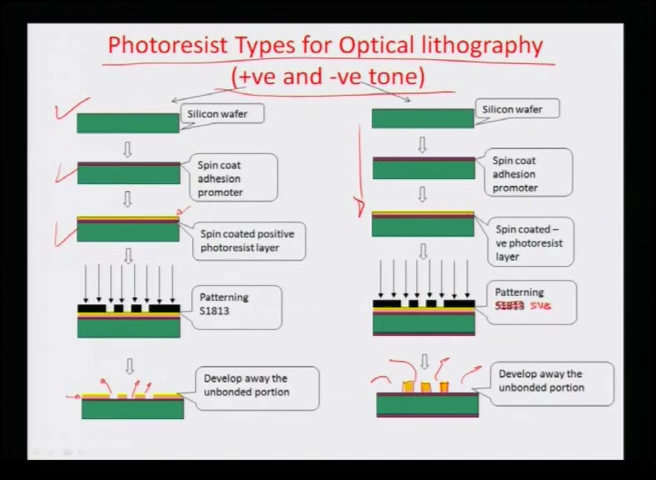 Photoresist Types for Optical lithography
(+ve and -ve tone)
Silicon wafer
Spin coat
adhesion
promoter
Spin coated positive
photoresist layer
Patterning
S1813
Develop away the
unbonded portion
Silicon wafer
Spin coat
adhesion
promoter
Spin coated –
ve photoresist
layer
Patterning
S1813 SU8
Develop away the
unbonded portion